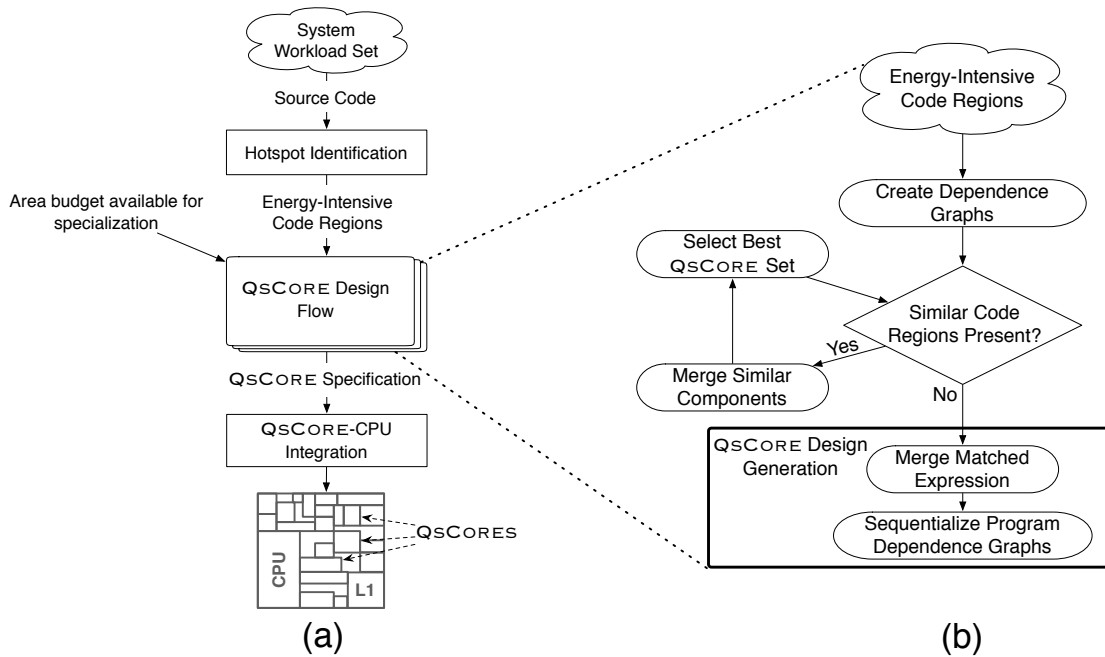 System
Workload Set
Source Code
Hotspot Identification
Energy-Intensive
Code Regions
Area budget available for
specialization
QSCORE Design
Flow
QSCORE Specification
QSCORE-CPU
Integration
QSCORES
CPU
L1
(a)
Energy-Intensive
Code Regions
Create Dependence
Graphs
Select Best
QSCORE Set
Similar Code
Regions Present?
Yes
Merge Similar
Components
No
QSCORE Design
Generation
Merge Matched
Expression
Sequentialize Program
Dependence Graphs
(b)